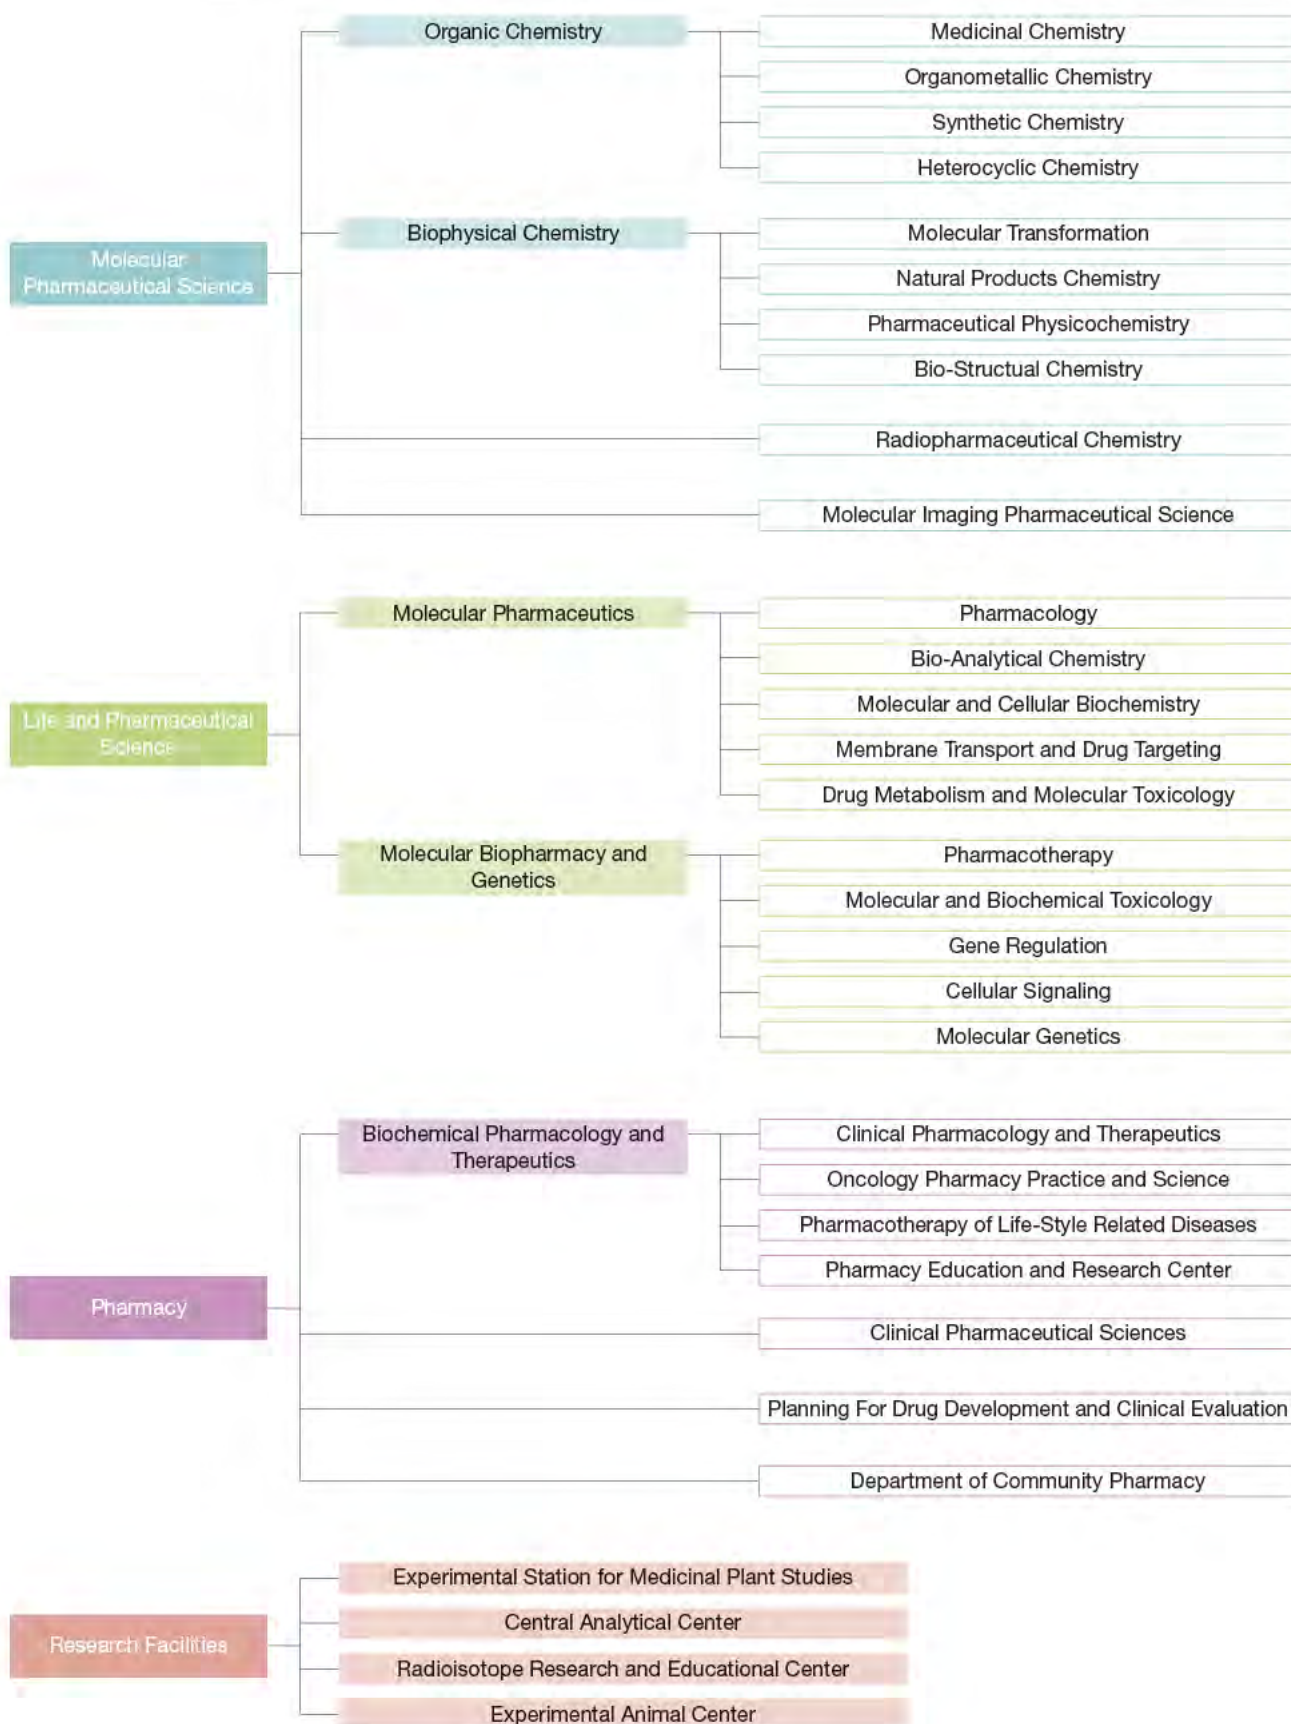 Organic Chemistry
Medicinal Chemistry
Organometallic Chemistry
Synthetic Chemistry
Heterocyclic Chemistry
Molecular
Pharmaceutical Science
Biophysical Chemistry
Molecular Transformation
Natural Products Chemistry
Pharmaceutical Physicochemistry
Bio-Structual Chemistry
Radiopharmaceutical Chemistry
Molecular Imaging Pharmaceutical Science
Life and Pharmaceutical
Science
Molecular Pharmaceutics
Pharmacology
Bio-Analytical Chemistry
Molecular and Cellular Biochemistry
Membrane Transport and Drug Targeting
Drug Metabolism and Molecular Toxicology
Molecular Biopharmacy and
Genetics
Pharmacotherapy
Molecular and Biochemical Toxicology
Gene Regulation
Cellular Signaling
Molecular Genetics
Pharmacy
Biochemical Pharmacology and
Therapeutics
Clinical Pharmacology and Therapeutics
Oncology Pharmacy Practice and Science
Pharmacotherapy of Life-Style Related Diseases
Pharmacy Education and Research Center
Clinical Pharmaceutical Sciences
Planning For Drug Development and Clinical Evaluation
Department of Community Pharmacy
Research Facilities
Experimental Station for Medicinal Plant Studies
Central Analytical Center
Radioisotope Research and Educational Center
Experimental Animal Center